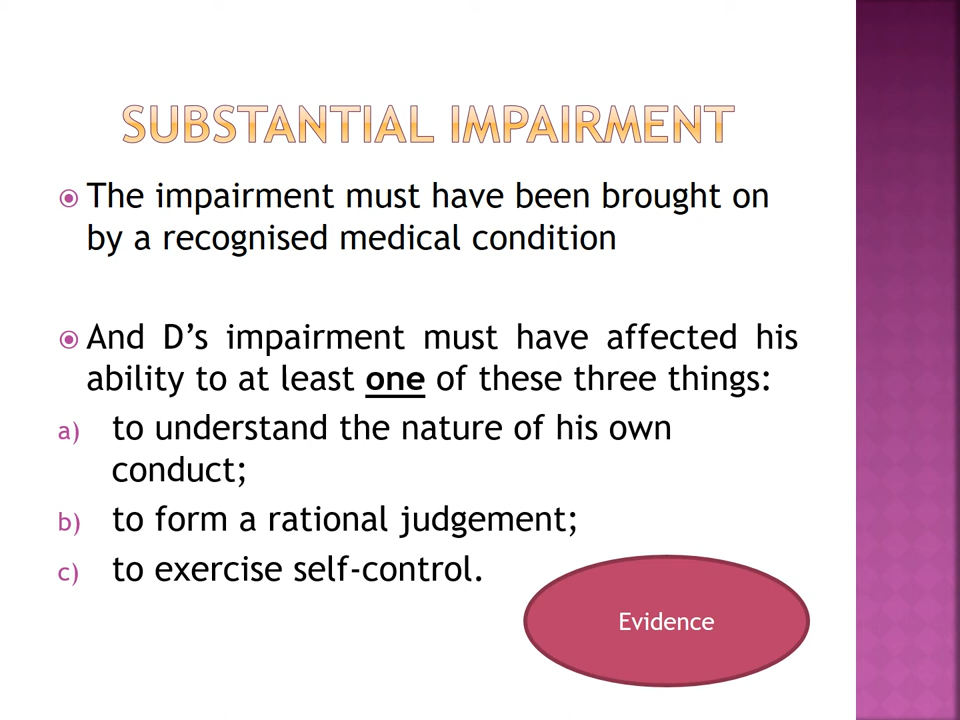 SUBSTANTIAL IMPAIRMENT
The impairment must have been brought on
by a recognised medical condition
And D’s impairment must have affected his
ability to at least one of these three things:
a) to understand the nature of his own
conduct;
b) to form a rational judgement;
c) to exercise self-control.
Evidence